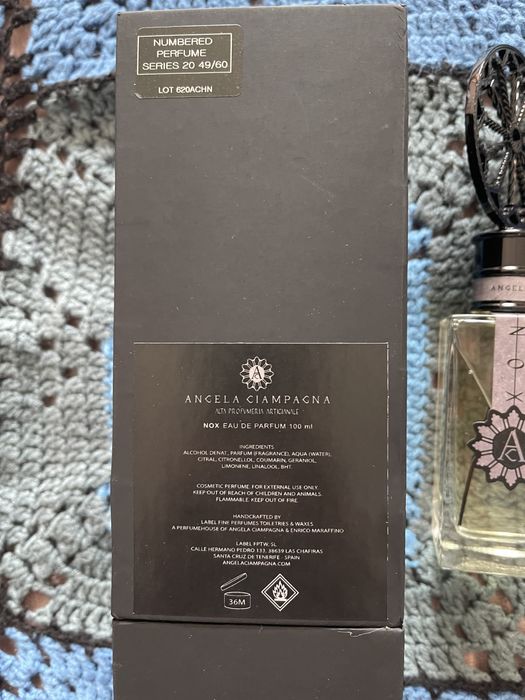 NUMBERED
PERFUME
SERIES 20 49/60
LOT 620ACHN
A
ANGELA CIAMPAGNA
ALTA PROFUMERIA ARTIGIANALE
NOX EAU DE PARFUM 100 ml
INGREDIENTS
ALCOHOL DENAT, PARFUM (FRAGRANCE), AQUA (WATER),
CITRAL, CITRONELLOL, COUMARIN, GERANIOL,
LIMONENE, LINALOOL, BHT.
COSMETIC PERFUME. FOR EXTERNAL USE ONLY.
KEEP OUT OF REACH OF CHILDREN AND ANIMALS.
FLAMMABLE. KEEP OUT OF FIRE.
HANDCRAFTED BY
LABEL FINE PERFUMES TOILETRIES & WAXES
A PERFUMEHOUSE OF ANGELA CIAMPAGNA & ENRICO MARAFFINO
LABEL FPTW, SL
CALLE HERMANO PEDRO 133, 38639 LAS CHAFIRAS
SANTA CRUZ DE TENERIFE - SPAIN
ANGELACIAMPAGNA.COM
36M
ANGEL
NOX
A